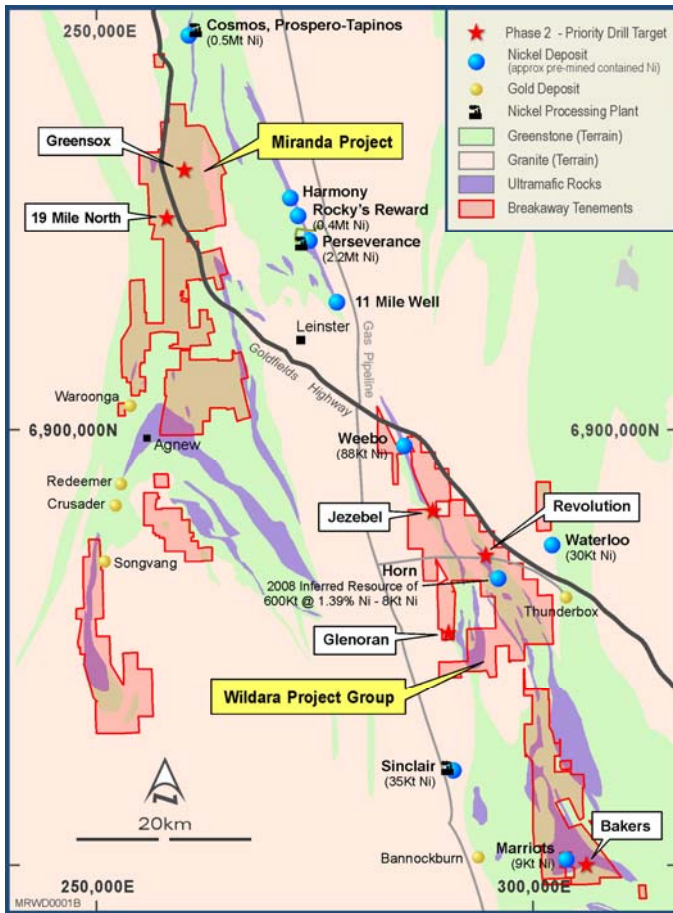 250,000E
Cosmos, Prospero-Tapinos
(0.5Mt Ni)
Phase 2 - Priority Drill Target
Nickel Deposit
(approx pre-mined contained Ni)
Gold Deposit
Nickel Processing Plant
Greenstone (Terrain)
Granite (Terrain)
Ultramafic Rocks
Breakaway Tenements
Greensox
Miranda Project
Harmony
Rocky's Reward
(0.4Mt Ni)
19 Mile North
Perseverance
(2.2Mt Ni)
11 Mile Well
Leinster
Gas Pipeline
Goldfields Highway
Waroonga
6,900,000N
6,900,000N
Agnew
Weebo
(88Kt Ni)
Redeemer
Crusader
Jezebel
Revolution
Waterloo
(30Kt Ni)
Songvang
Horn
2008 Inferred Resource of
600Kt @ 1.39% Ni - 8Kt Ni
Thunderbox
Glenoran
Wildara Project Group
Sinclair
(35Kt Ni)
N
20km
Bakers
Bannockburn
Marriots
(9Kt Ni)
250,000E
300,000E
MRWD0001B